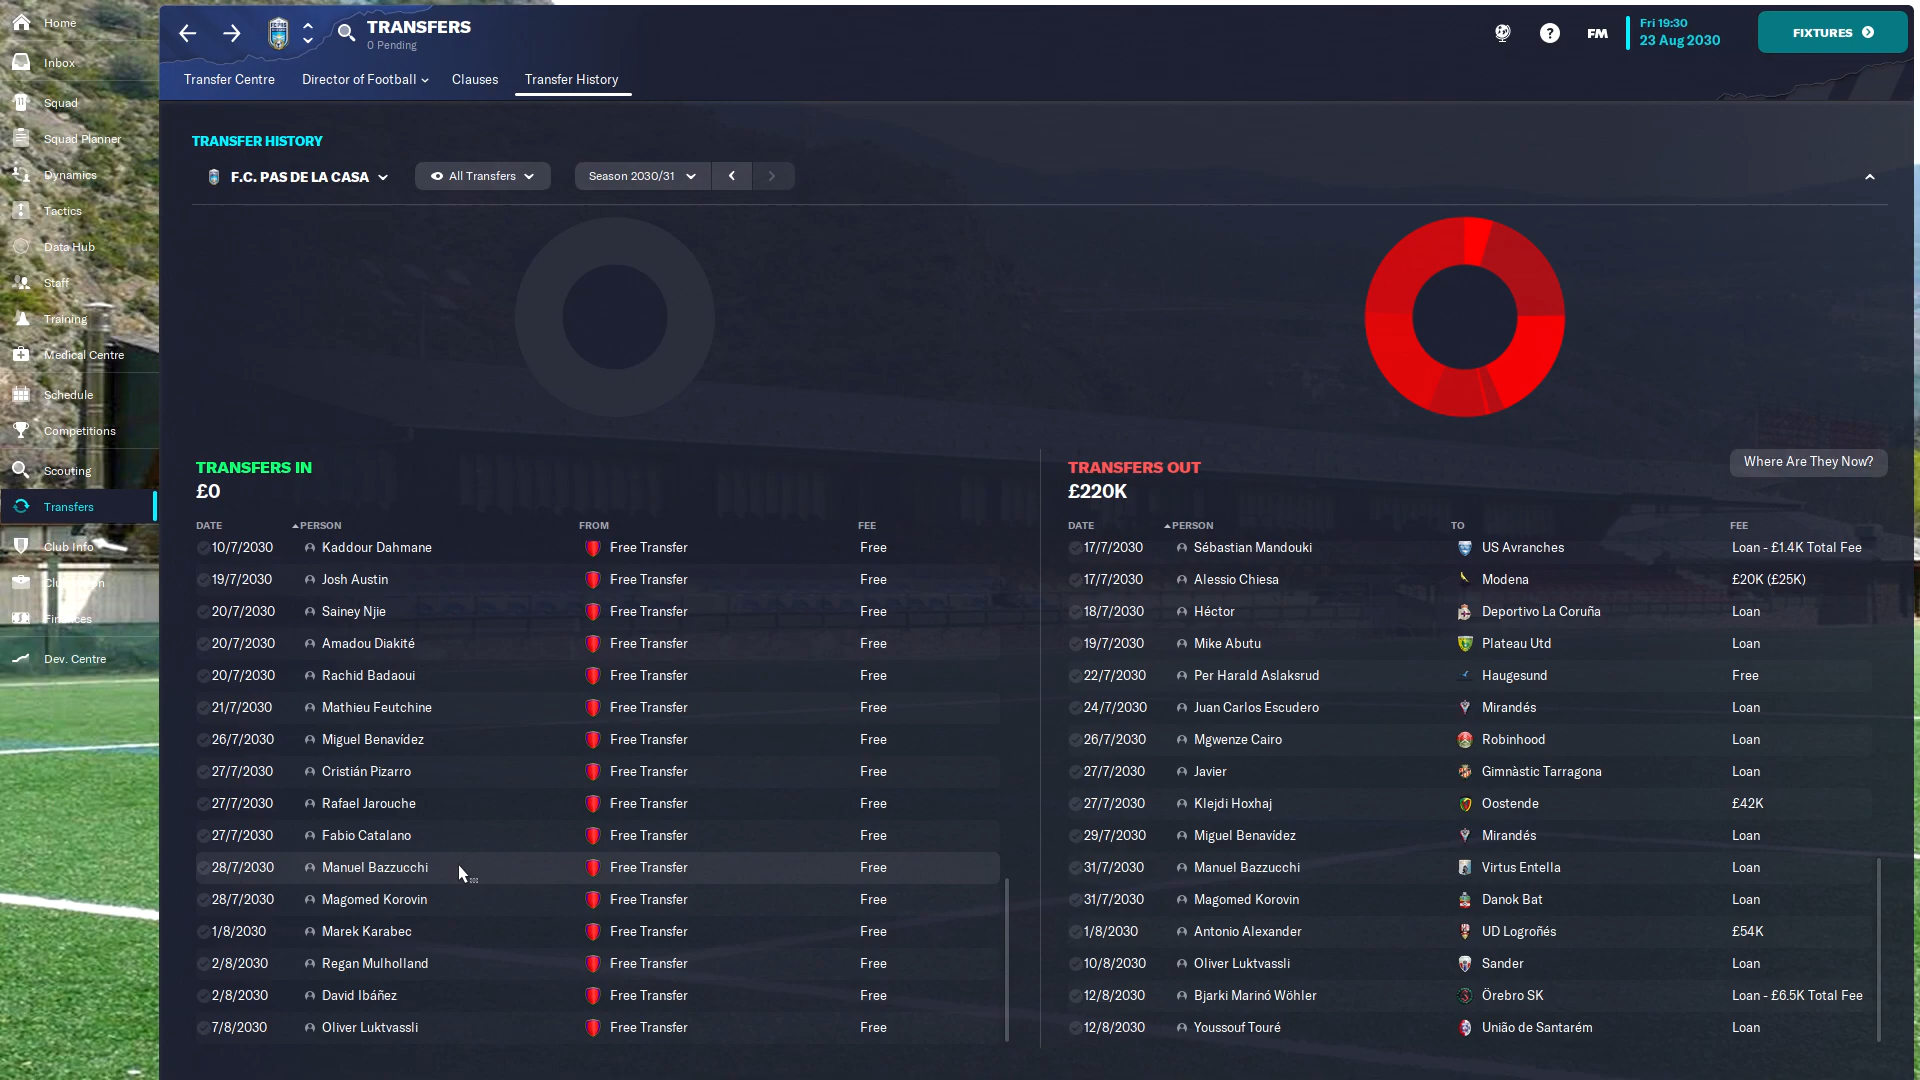 Home
Inbox
Squad
Squad Planner
Dynamics
Tactics
Data Hub
Staff
Training
Medical Centre
Schedule
Competitions
Scouting
Transfers
Club Info
Finances
Dev. Centre
TRANSFERS
0 Pending
FM
Fri 19:30
23 Aug 2030
FIXTURES
Transfer Centre
Director of Football
Clauses
Transfer History
TRANSFER HISTORY
F.C. PAS DE LA CASA
All Transfers
Season 2030/31
TRANSFERS IN
£0
DATE PERSON FROM FEE
10/7/2030 Kaddour Dahmane Free Transfer Free
19/7/2030 Josh Austin Free Transfer Free
20/7/2030 Sainey Njie Free Transfer Free
20/7/2030 Amadou Diakité Free Transfer Free
20/7/2030 Rachid Badaoui Free Transfer Free
21/7/2030 Mathieu Feutchine Free Transfer Free
26/7/2030 Miguel Benavídez Free Transfer Free
27/7/2030 Cristián Pizarro Free Transfer Free
27/7/2030 Rafael Jarouche Free Transfer Free
27/7/2030 Fabio Catalano Free Transfer Free
28/7/2030 Manuel Bazzucchi Free Transfer Free
28/7/2030 Magomed Korovin Free Transfer Free
1/8/2030 Marek Karabec Free Transfer Free
2/8/2030 Regan Mulholland Free Transfer Free
2/8/2030 David Ibáñez Free Transfer Free
7/8/2030 Oliver Luktvassli Free Transfer Free
TRANSFERS OUT
£220K
Where Are They Now?
DATE PERSON TO FEE
17/7/2030 Sébastian Mandouki US Avranches Loan - £1.4K Total Fee
17/7/2030 Alessio Chiesa Modena £20K (£25K)
18/7/2030 Héctor Deportivo La Coruña Loan
19/7/2030 Mike Abutu Plateau Utd Loan
22/7/2030 Per Harald Aslaksrud Haugesund Free
24/7/2030 Juan Carlos Escudero Mirandés Loan
26/7/2030 Mgwenze Cairo Robinhood Loan
27/7/2030 Javier Gimnàstic Tarragona Loan
27/7/2030 Klejdi Hoxhaj Oostende £42K
29/7/2030 Miguel Benavídez Mirandés Loan
31/7/2030 Manuel Bazzucchi Virtus Entella Loan
31/7/2030 Magomed Korovin Danok Bat Loan
1/8/2030 Antonio Alexander UD Logroñés £54K
10/8/2030 Oliver Luktvassli Sander Loan
12/8/2030 Bjarki Marinó Wöhler Örebro SK Loan - £6.5K Total Fee
12/8/2030 Youssouf Touré União de Santarém Loan